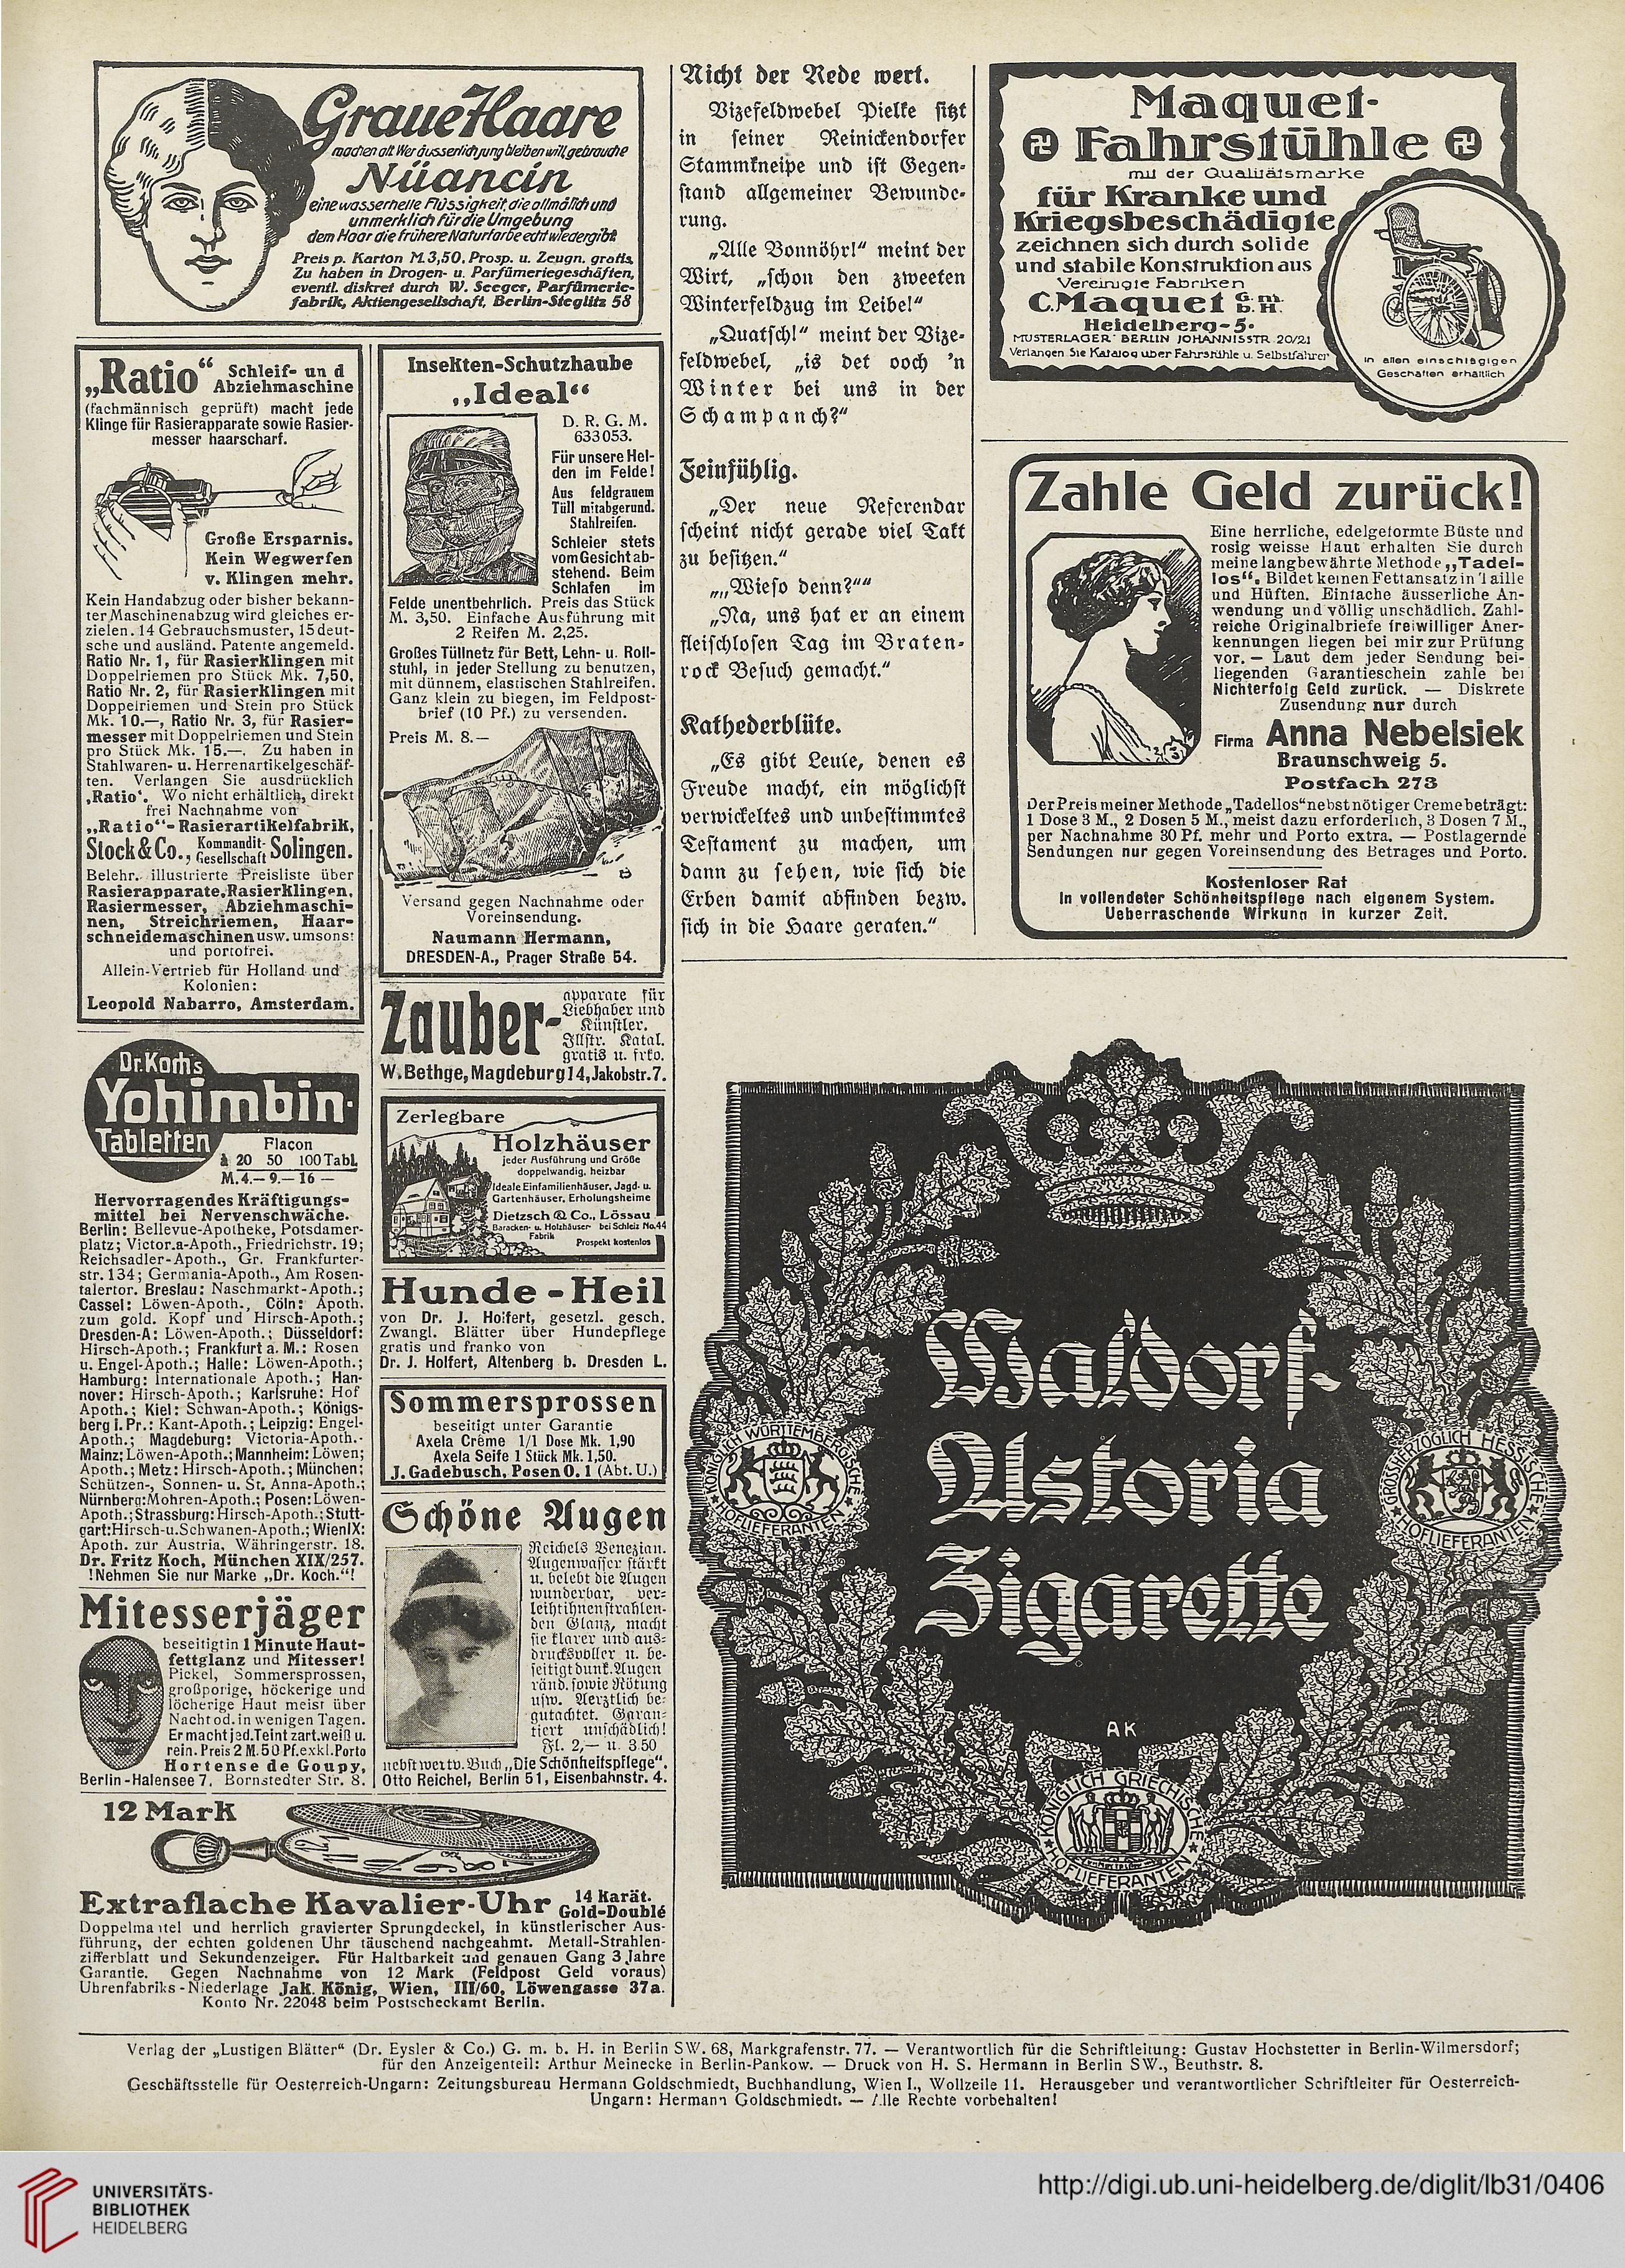 Graue Haare
machen alt. Wer äusserlich jung bleiben will, gebrauche
Nüancin
eine wasserhelle Flüssigkeit, die allmählich und
unmerklich für die Umgebung
dem Haar die frühere Naturfarbe echt wiedergibt.
Preis p. Karton M. 3,50. Prosp. u. Zeugn. gratis.
Zu haben in Drogen- u. Parfümeriegeschäften,
eventl. diskret durch W. Seeger, Parfümerie-
fabrik, Aktiengesellschaft, Berlin-Steglitz 58
„Ratio“ Schleif- und
Abziehmaschine
(fachmännisch geprüft) macht jede
Klinge für Rasierapparate sowie Rasier-
messer haarscharf.
Große Ersparnis.
Kein Wegwerfen
v. Klingen mehr.
Kein Handabzug oder bisher bekann-
ter Maschinenabzug wird gleiches er-
zielen. 14 Gebrauchsmuster, 15 deut-
sche und ausländ. Patente angemeld.
Ratio Nr. 1, für Rasierklingen mit
Doppelriemen pro Stück Mk. 7,50.
Ratio Nr. 2, für Rasierklingen mit
Doppelriemen und Stein pro Stück
Mk. 10.—, Ratio Nr. 3, für Rasier-
messer mit Doppelriemen und Stein
pro Stück Mk. 15.—. Zu haben in
Stahlwaren- u. Herrenartikelgeschäf-
ten. Verlangen Sie ausdrücklich
‚Ratio‘. Wo nicht erhältlich, direkt
frei Nachnahme von
„Ratio“-Rasierartikelfabrik,
Stock & Co., Kommandit-
Gesellschaft Solingen.
Belehr. illustrierte Preisliste über
Rasierapparate, Rasierklingen,
Rasiermesser, Abziehmaschi-
nen, Streichriemen, Haar-
schneidemaschinen usw. umsonst
und portofrei.
Allein-Vertrieb für Holland und
Kolonien:
Leopold Nabarro, Amsterdam.
Dr. Koch's
Yohimbin-
Tabletten
Flacon
à 20 50 100 Tabl.
M. 4.— 9.— 16 —
Hervorragendes Kräftigungs-
mittel bei Nervenschwäche.
Berlin: Bellevue-Apotheke, Potsdamer-
platz; Victoria-Apoth., Friedrichstr. 19;
Reichsadler-Apoth., Gr. Frankfurter-
str. 134; Germania-Apoth., Am Rosen-
talertor. Breslau: Naschmarkt-Apoth.;
Cassel: Löwen-Apoth., Cöln: Apoth.
zum gold. Kopf und Hirsch-Apoth.;
Dresden-A: Löwen-Apoth.; Düsseldorf:
Hirsch-Apoth.; Frankfurt a. M.: Rosen
u. Engel-Apoth.; Halle: Löwen-Apoth.;
Hamburg: Internationale Apoth.; Han-
nover: Hirsch-Apoth.; Karlsruhe: Hof
Apoth.; Kiel: Schwan-Apoth.; Königs-
berg i. Pr.: Kant-Apoth.; Leipzig: Engel-
Apoth.; Magdeburg: Victoria-Apoth.-
Mainz: Löwen-Apoth.; Mannheim: Löwen;
Apoth.; Metz: Hirsch-Apoth.; München:
Schützen-, Sonnen- u. St. Anna-Apoth.;
Nürnberg: Mohren-Apoth.; Posen: Löwen-
Apoth.; Strassburg: Hirsch-Apoth.; Stutt-
gart: Hirsch-u. Schwanen-Apoth.; Wien IX:
Apoth. zur Austria, Währingerstr. 18.
Dr. Fritz Koch, München XIX/257.
!Nehmen Sie nur Marke „Dr. Koch.“!
Mitesserjäger
beseitigt in 1 Minute Haut-
fettglanz und Mitesser!
Pickel, Sommersprossen,
großporige, höckerige und
löcherige Haut meist über
Nacht od. in wenigen Tagen.
Er macht jed. Teint zart, weiß u.
rein. Preis 2 M. 50 Pf. exkl. Porto
Hortense de Goupy,
Berlin-Halensee 7, Bornstedter Str. 8.
Insekten-Schutzhaube
„Ideal“
D. R. G. M.
633053.
Für unsere Hel-
den im Felde!
Aus feldgrauem
Tüll mit abgerund.
Stahlreifen.
Schleier stets
vom Gesicht ab-
stehend. Beim
Schlafen im
Felde unentbehrlich. Preis das Stück
M. 3,50. Einfache Ausführung mit
2 Reifen M. 2,25.
Großes Tüllnetz für Bett, Lehn- u. Roll-
stuhl, in jeder Stellung zu benutzen,
mit dünnem, elastischen Stahlreifen.
Ganz klein zu biegen, im Feldpost-
brief (10 Pf.) zu versenden.
Preis M. 8.—
Versand gegen Nachnahme oder
Voreinsendung.
Naumann Hermann,
DRESDEN-A., Prager Straße 54.
Zauber-
apparate für
Liebhaber und
Künstler.
Illstr. Katal.
gratis u. frko.
W. Bethge, Magdeburg 14, Jakobstr. 7.
Zerlegbare
Holzhäuser
jeder Ausführung und Größe
doppelwandig, heizbar
Ideale Einfamilienhäuser, Jagd- u.
Gartenhäuser, Erholungsheime
Dietzsch & Co., Lössau
Baracken- u. Holzhäuser- bei Schleiz No. 44
Fabrik
Prospekt kostenlos
Hunde-Heil
von Dr. J. Holfert, gesetzl. gesch.
Zwangl. Blätter über Hundepflege
gratis und franko von
Dr. J. Holfert, Altenberg b. Dresden L.
Sommersprossen
beseitigt unter Garantie
Axela Crême 1/1 Dose Mk. 1,90
Axela Seife 1 Stück Mk. 1,50.
J. Gadebusch, Posen O. 1 (Abt. U.)
Schöne Augen
Reichels Venezian.
Augenwasser stärkt
u. belebt die Augen
wunderbar, ver-
leiht ihnen strahlen-
den Glanz, macht
sie klarer und aus-
drucksvoller u. be-
seitigt dunk. Augen
ränd. sowie Rötung
usw. Aerztlich be-
gutachtet. Garan-
tiert unschädlich!
Fl. 2,— u. 3.50
nebst wertv. Buch „Die Schönheitspflege“.
Otto Reichel, Berlin 51, Eisenbahnstr. 4.
12 Mark
Extraflache Kavalier-Uhr 14 Karät.
Gold-Doublé
Doppelmantel und herrlich gravierter Sprungdeckel, in künstlerischer Aus-
führung, der echten goldenen Uhr täuschend nachgeahmt. Metall-Strahlen-
zifferblatt und Sekundenzeiger. Für Haltbarkeit und genauen Gang 3 Jahre
Garantie. Gegen Nachnahme von 12 Mark (Feldpost Geld voraus)
Uhrenfabriks-Niederlage Jak. König, Wien, III/60, Löwengasse 37a.
Konto Nr. 22048 beim Postscheckamt Berlin.
Nicht der Rede wert.
Vizefeldwebel Pielke sitzt
in seiner Reinickendorfer
Stammkneipe und ist Gegen-
stand allgemeiner Bewunde-
rung.
„Alle Bonnöhr!“ meint der
Wirt, „schon den zweeten
Winterfeldzug im Leibe!“
„Quatsch!“ meint der Vize-
feldwebel, „is det ooch 'n
Winter bei uns in der
Schampanch?“
Feinfühlig.
„Der neue Referendar
scheint nicht gerade viel Takt
zu besitzen.“
„„Wieso denn?““
„Na, uns hat er an einem
fleischlosen Tag im Braten-
rock Besuch gemacht.“
Kathederblüte.
„Es gibt Leute, denen es
Freude macht, ein möglichst
verwickeltes und unbestimmtes
Testament zu machen, um
dann zu sehen, wie sich die
Erben damit abfinden bezw.
sich in die Haare geraten.“
Maquet-
Fahrstühle
mit der Qualitätsmarke
für Kranke und
Kriegsbeschädigte
zeichnen sich durch solide
und stabile Konstruktion aus
Vereinigte Fabriken
C. Maquet G. m.
b. H.
Heidelberg-5.
MUSTERLAGER BERLIN JOHANNISSTR. 20/21
Verlangen Sie Katalog über Fahrstühle u. Selbstfahrer
In allen einschlägigen
Geschäften erhältlich
Zahle Geld zurück!
Eine herrliche, edelgeformte Büste und
rosig weisse Haut erhalten Sie durch
meine langbewährte Methode „Tadel-
los“. Bildet keinen Fettansatz in Taille
und Hüften. Einfache äusserliche An-
wendung und völlig unschädlich. Zahl-
reiche Originalbriefe freiwilliger Aner-
kennungen liegen bei mir zur Prüfung
vor. — Laut dem jeder Sendung bei-
liegenden Garantieschein zahle bei
Nichterfolg Geld zurück. — Diskrete
Zusendung nur durch
Firma Anna Nebelsiek
Braunschweig 5.
Postfach 273
Der Preis meiner Methode „Tadellos“ nebst nötiger Creme beträgt:
1 Dose 3 M., 2 Dosen 5 M., meist dazu erforderlich, 3 Dosen 7 M.,
per Nachnahme 30 Pf. mehr und Porto extra. — Postlagernde
Sendungen nur gegen Voreinsendung des Betrages und Porto.
Kostenloser Rat
in vollendeter Schönheitspflege nach eigenem System.
Ueberraschende Wirkung in kurzer Zeit.
Waldorf-
Astoria
Zigarette
KÖNIGLICH WÜRTTEMBERGISCHE
HOFLIEFERANTEN
GROSSHERZOGLICH HESSISCHE
HOFLIEFERANTEN
AK
KÖNIGLICH GRIECHISCHE
HOFLIEFERANTEN
Verlag der „Lustigen Blätter“ (Dr. Eysler & Co.) G. m. b. H. in Berlin SW. 68, Markgrafenstr. 77. — Verantwortlich für die Schriftleitung: Gustav Hochstetter in Berlin-Wilmersdorf;
für den Anzeigenteil: Arthur Meinecke in Berlin-Pankow. — Druck von H. S. Hermann in Berlin SW., Beuthstr. 8.
Geschäftsstelle für Oesterreich-Ungarn: Zeitungsbureau Hermann Goldschmiedt, Buchhandlung, Wien I., Wollzeile 11. Herausgeber und verantwortlicher Schriftleiter für Oesterreich-
Ungarn: Hermann Goldschmiedt. — Alle Rechte vorbehalten!
UNIVERSITÄTS-
BIBLIOTHEK
HEIDELBERG
http://digi.ub.uni-heidelberg.de/diglit/lb31/0406